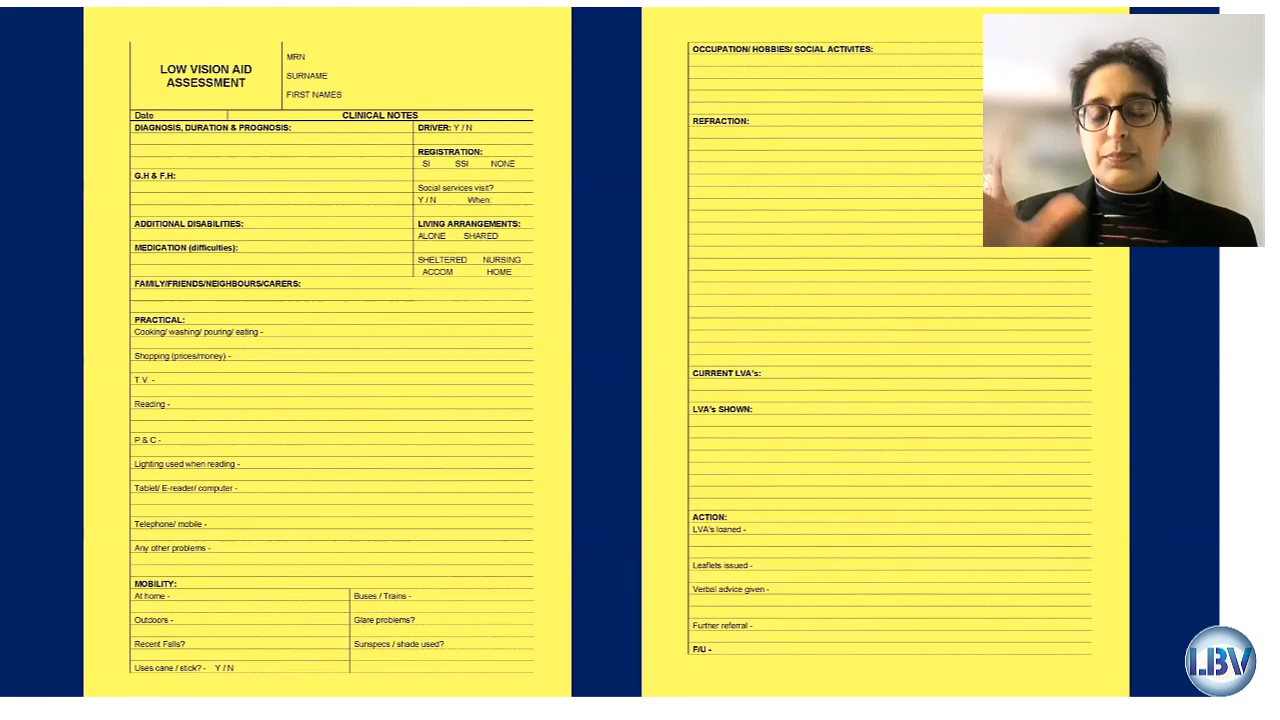 LOW VISION AID
ASSESSMENT
MRN
SURNAME
FIRST NAMES
Date
CLINICAL NOTES
DIAGNOSIS, DURATION & PROGNOSIS:
DRIVER: Y / N
REGISTRATION:
SI SSI NONE
G.H & F.H:
Social services visit?
Y / N When:
ADDITIONAL DISABILITIES:
LIVING ARRANGEMENTS:
ALONE SHARED
MEDICATION (difficulties):
SHELTERED NURSING
ACCOM HOME
FAMILY/FRIENDS/NEIGHBOURS/CARERS:
PRACTICAL:
Cooking/ washing/ pouring/ eating -
Shopping (prices/money) -
T.V. -
Reading -
P & C -
Lighting used when reading -
Tablet/ E-reader/ computer -
Telephone/ mobile -
Any other problems -
MOBILITY:
At home - Buses / Trains -
Outdoors - Glare problems?
Recent Falls? Sunspecs / shade used?
Uses cane / stick? - Y / N
OCCUPATION/ HOBBIES/ SOCIAL ACTIVITES:
REFRACTION:
CURRENT LVA's:
LVA's SHOWN:
ACTION:
LVA's loaned -
Leaflets issued -
Verbal advice given -
Further referral -
F/U -
LBV